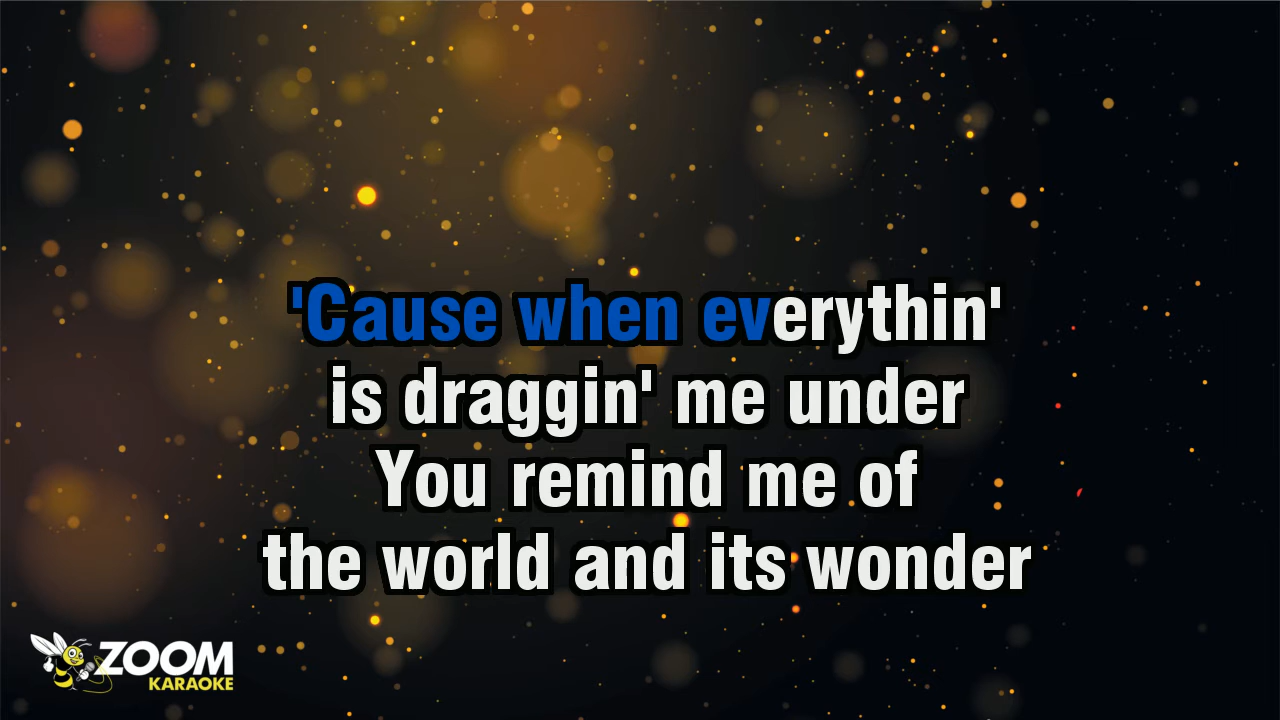 'Cause when everythin'
is draggin' me under
You remind me of
the world and its wonder
ZOOM
KARAOKE